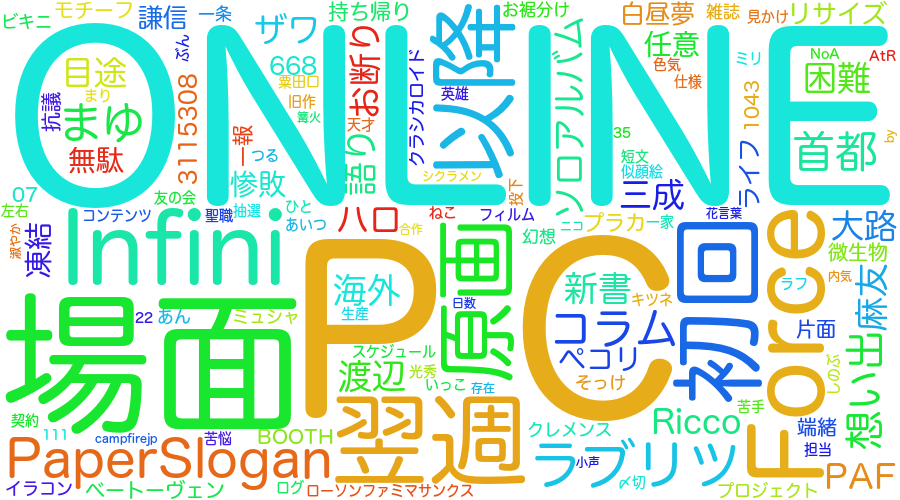 ビキニ
モチーフ
謙信
一条
ぶん
ザワ
持ち帰り
お裾分け
白昼夢
雑誌
見かけ
リサイズ
ONLINE
目途
まり
抗議
まゆ
無駄
3115308
668
粟田口
旧作
篝火
一報
つる
お断り
天才
語り
クラシカロイド
英雄
以降
シクラメン
ソロアルバム
任意
色気
仕様
ミリ
NoA
AtR
困難
1043
首都
by
35
短文
似顔絵
投下
三成
ライフ
07
左右
友の会
聖職
抽選
惨敗
ひと
あいつ
ハロ
ねこ
合作
フィルム
ニコ
プラカ
一家
花言葉
大路
微生物
淑やか
凍結
コンテンツ
Infini
PC
原画
幻想
初回
Force
内気
ラフ
麻友
海外
生産
新書
キツネ
日数
場面
22
あん
ミュシャ
コラム
ペコリ
片面
しのぶ
想い出
スケジュール
渡辺
光秀
いっこ
存在
そっけ
契約
111
campfirejp
苦悩
BOOTH
翌週
クレメンス
Ricco
苦手
端緒
担当
PaperSlogan
ラブリツ
小声
〆切
PAF
イラコン
ベートーヴェン
ログ
ローソンファミマサンクス
プロジェクト